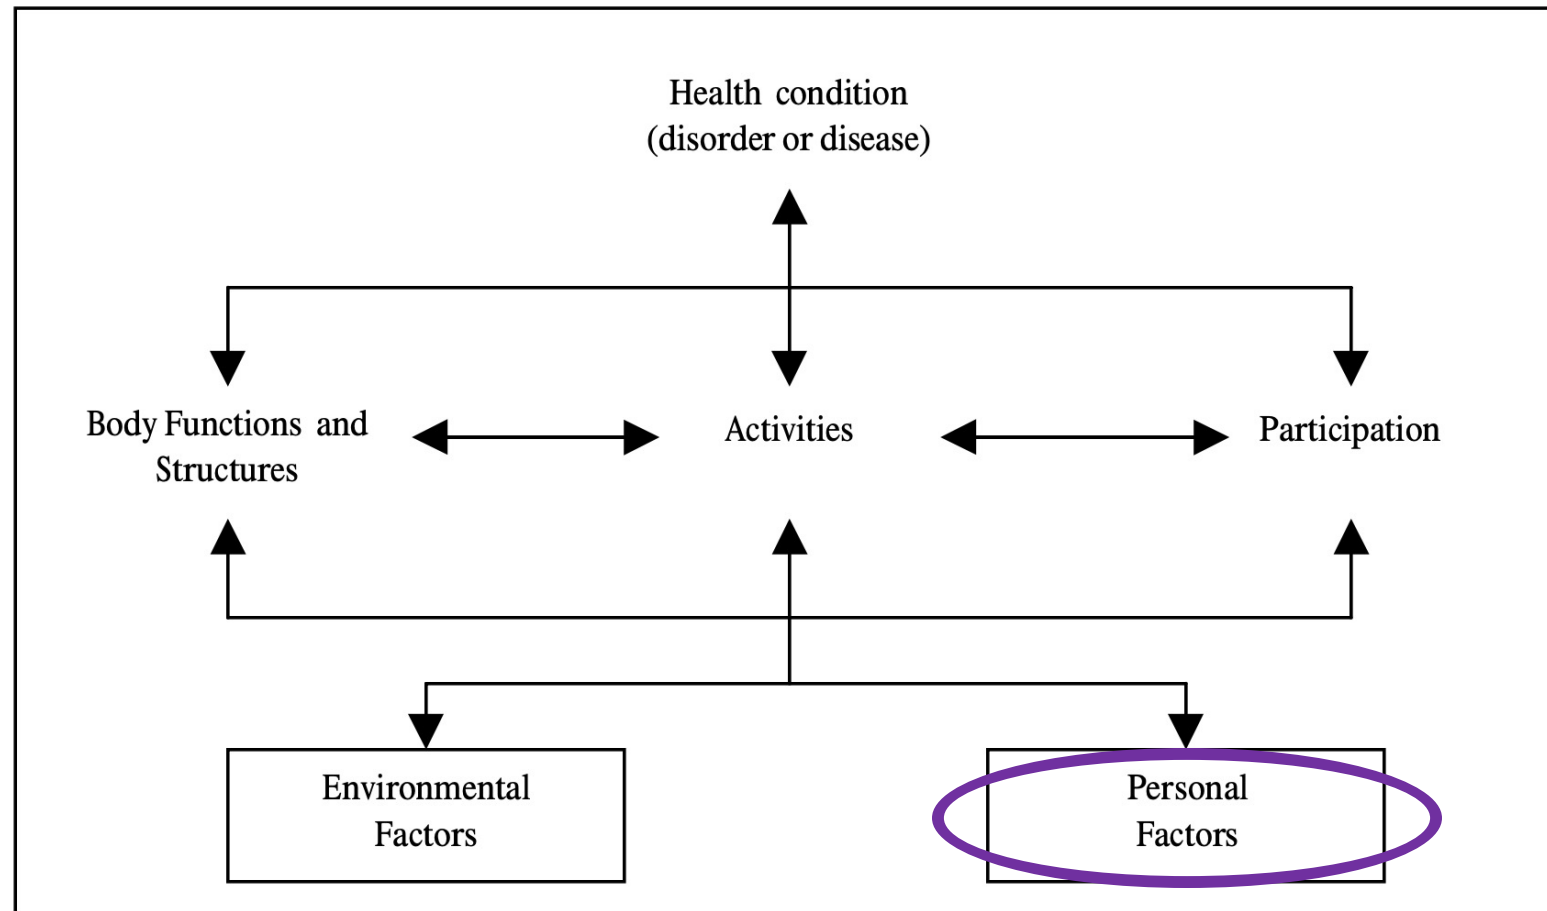 Health condition
(disorder or disease)
Body Functions and
Structures
Activities
Participation
Environmental
Factors
Personal
Factors